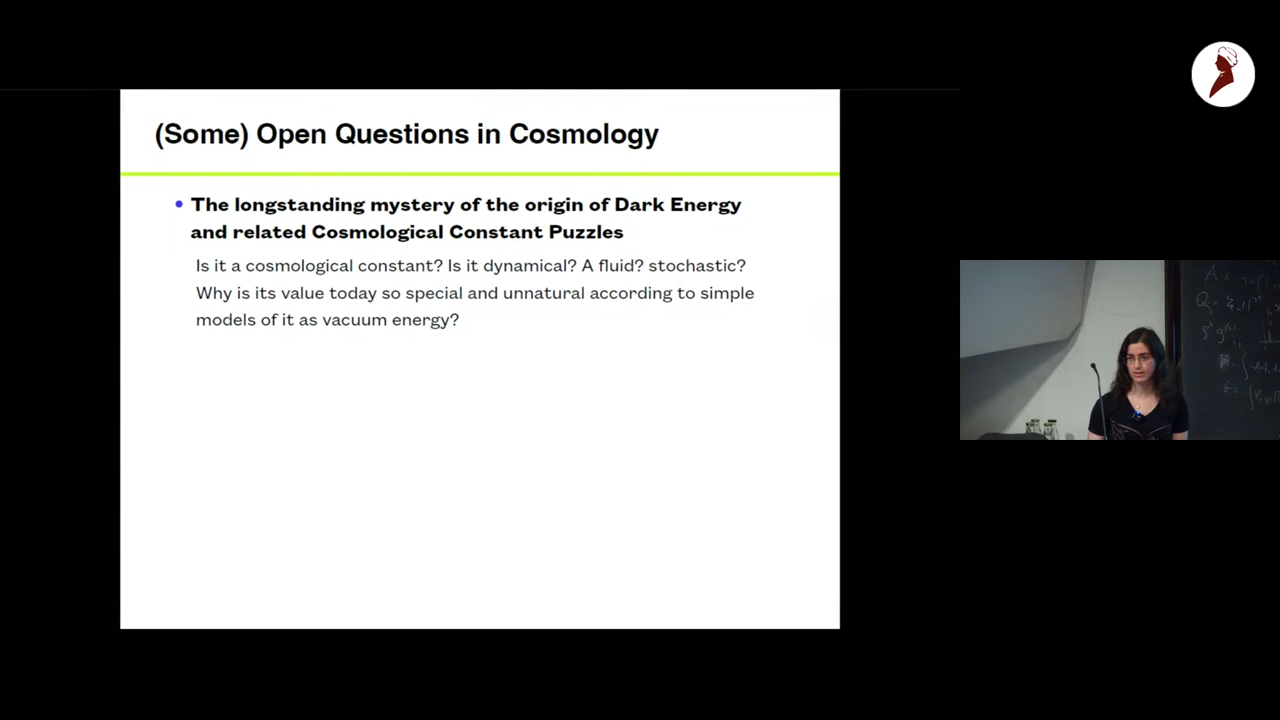 (Some) Open Questions in Cosmology
• The longstanding mystery of the origin of Dark Energy
and related Cosmological Constant Puzzles
Is it a cosmological constant? Is it dynamical? A fluid? stochastic?
Why is its value today so special and unnatural according to simple
models of it as vacuum energy?